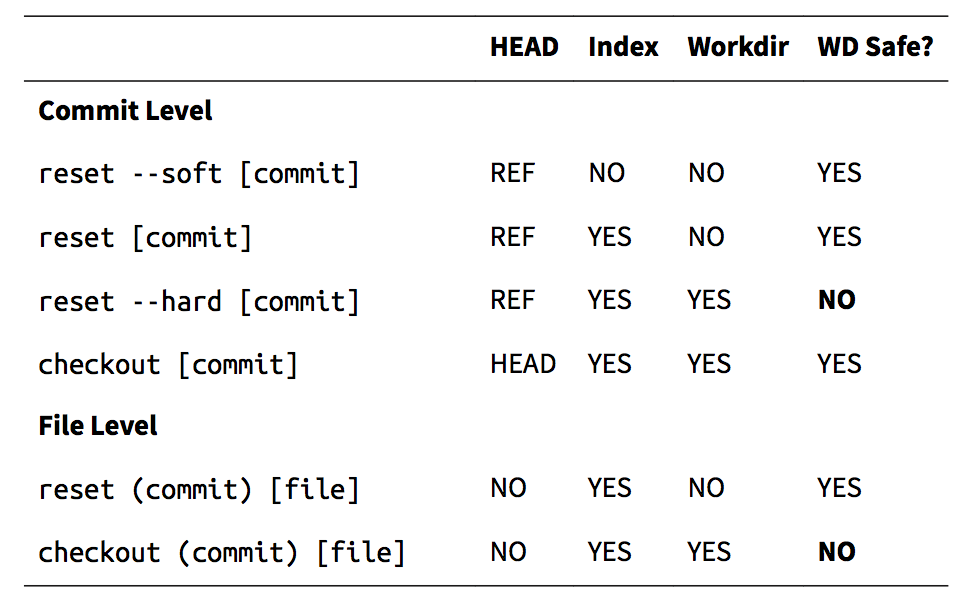 HEAD Index Workdir WD Safe?
Commit Level
reset --soft [commit] REF NO NO YES
reset [commit] REF YES NO YES
reset --hard [commit] REF YES YES NO
checkout [commit] HEAD YES YES YES
File Level
reset (commit) [file] NO YES NO YES
checkout (commit) [file] NO YES YES NO